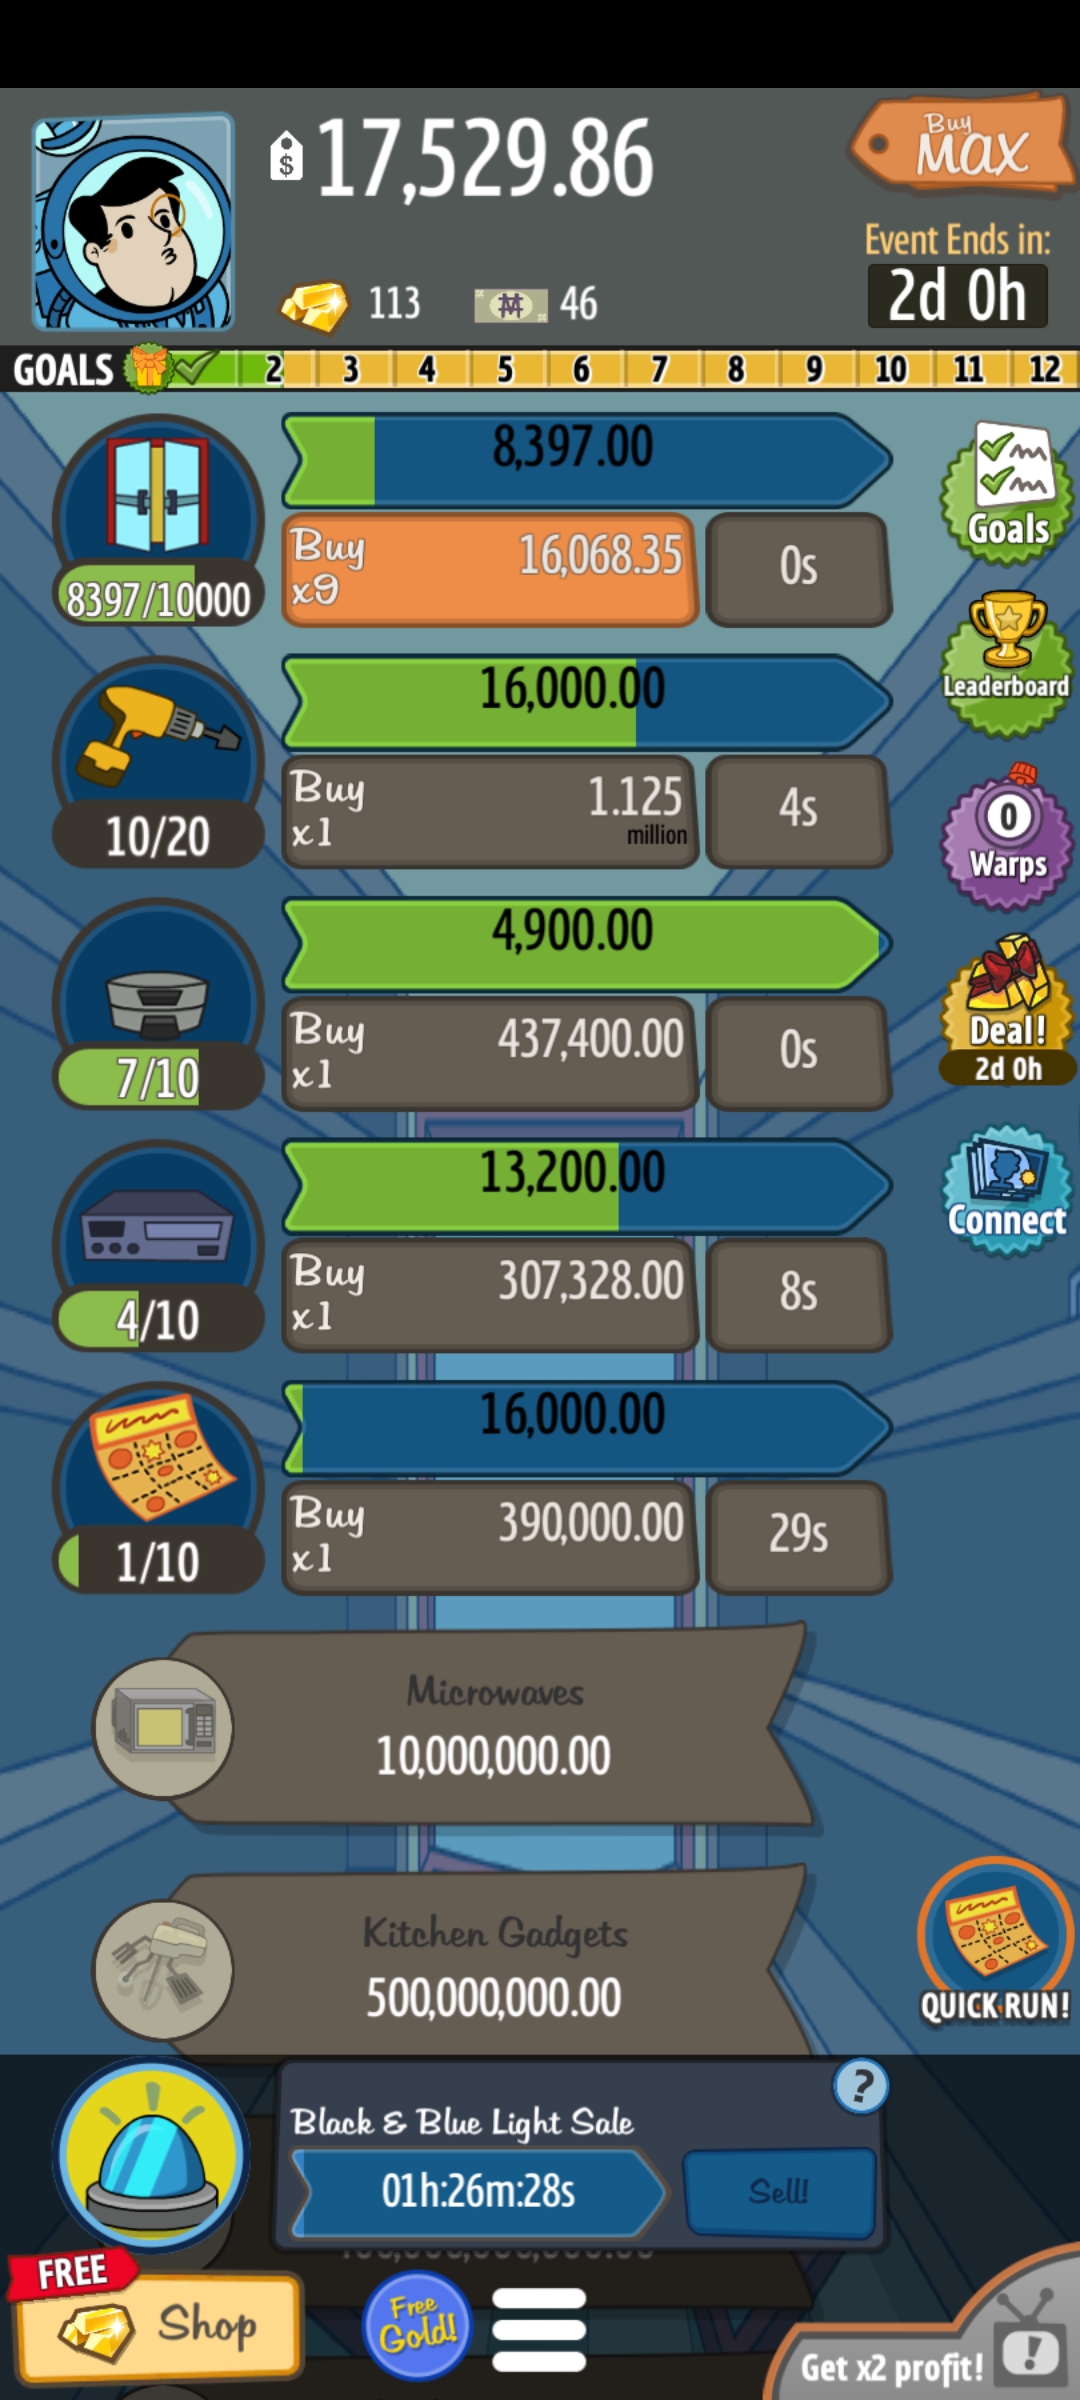 $ 17,529.86
Buy
MAX
113
46
Event Ends in:
2d 0h
GOALS 2 3 4 5 6 7 8 9 10 11 12
8,397.00
Buy
x9
16,068.35
0s
8397/10000
Goals
16,000.00
Leaderboard
Buy
x1
1.125
million
4s
10/20
0
Warps
4,900.00
Buy
x1
437,400.00
0s
7/10
Deal!
2d 0h
13,200.00
Buy
x1
307,328.00
8s
4/10
Connect
16,000.00
Buy
x1
390,000.00
29s
1/10
Microwaves
10,000,000.00
Kitchen Gadgets
500,000,000.00
QUICK RUN!
Black & Blue Light Sale
?
01h:26m:28s
Sell!
FREE
Shop
Free
Gold!
Get x2 profit!
!